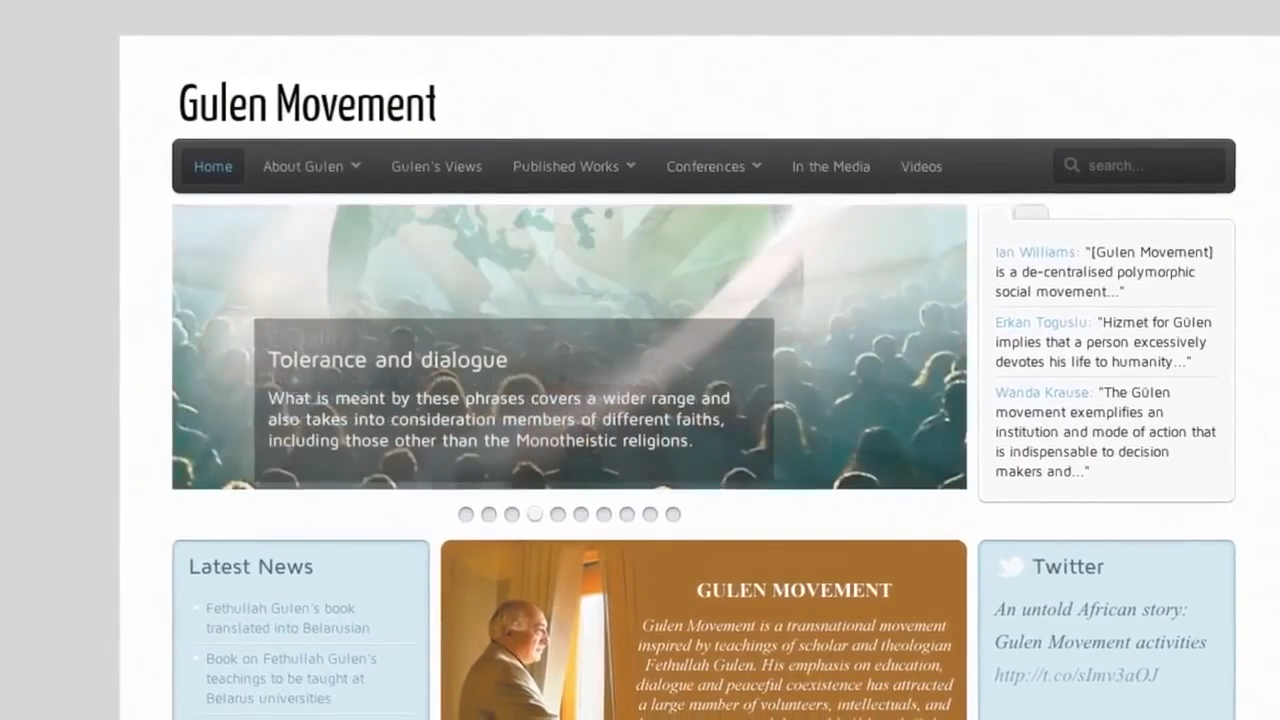 Gulen Movement
Home About Gulen Gulen's Views Published Works Conferences In the Media Videos search...
Tolerance and dialogue
What is meant by these phrases covers a wider range and
also takes into consideration members of different faiths,
including those other than the Monotheistic religions.
Ian Williams: "[Gulen Movement]
is a de-centralised polymorphic
social movement..."
Erkan Toguslu: "Hizmet for Gülen
implies that a person excessively
devotes his life to humanity..."
Wanda Krause: "The Gülen
movement exemplifies an
institution and mode of action that
is indispensable to decision
makers and..."
Latest News
Fethullah Gulen's book
translated into Belarusian
Book on Fethullah Gulen's
teachings to be taught at
Belarus universities
GULEN MOVEMENT
Gulen Movement is a transnational movement
inspired by teachings of scholar and theologian
Fethullah Gulen. His emphasis on education,
dialogue and peaceful coexistence has attracted
a large number of volunteers, intellectuals, and
Twitter
An untold African story:
Gulen Movement activities
http://t.co/sImv3aOJ